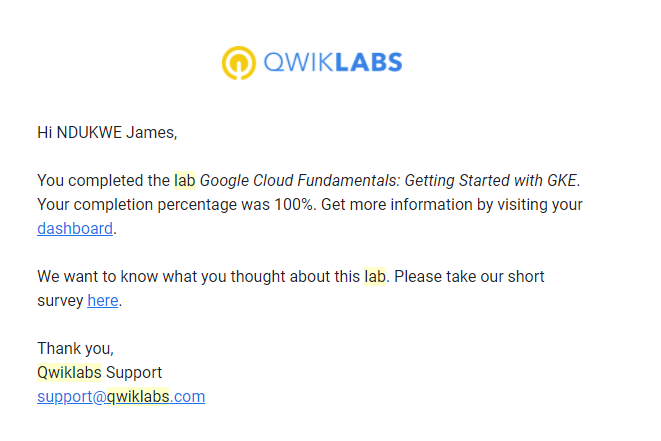 QWIKLABS
Hi NDUKWE James,
You completed the lab Google Cloud Fundamentals: Getting Started with GKE.
Your completion percentage was 100%. Get more information by visiting your
dashboard.
We want to know what you thought about this lab. Please take our short
survey here.
Thank you,
Qwiklabs Support
support@qwiklabs.com